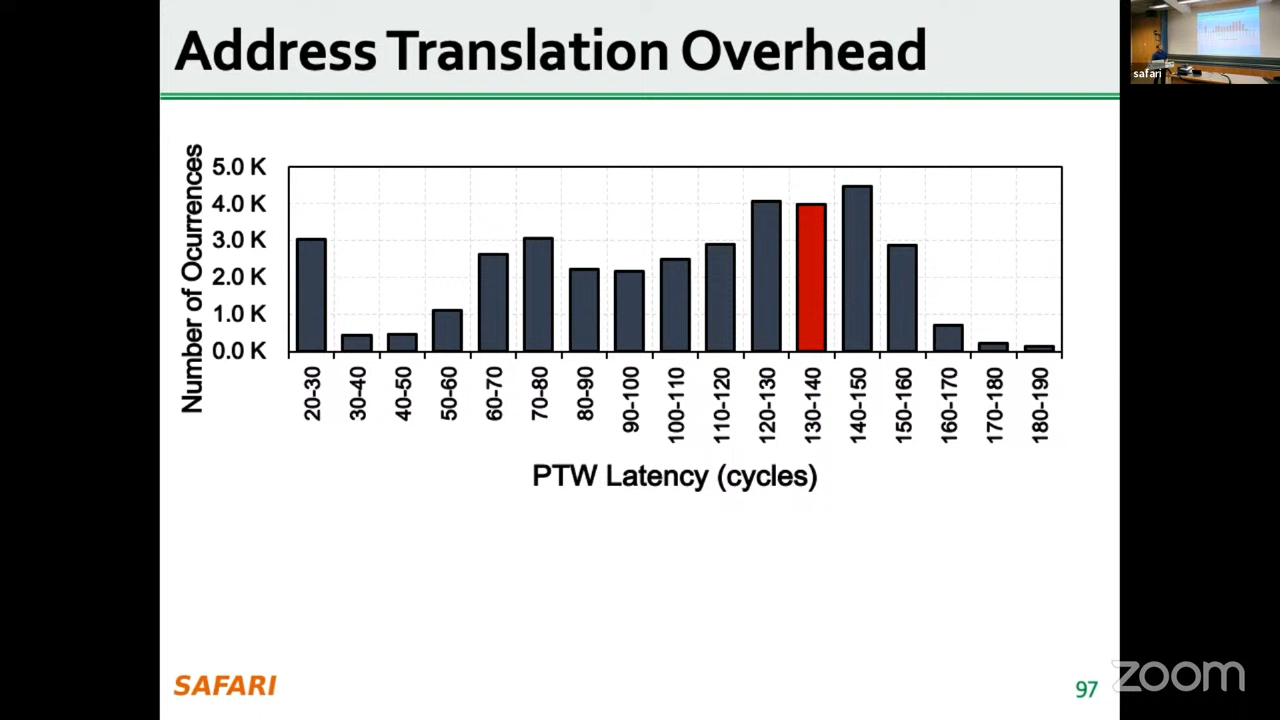 Address Translation Overhead
safari
Number of Ocurrences
5.0 K
4.0 K
3.0 K
2.0 K
1.0 K
0.0 K
20-30
30-40
40-50
50-60
60-70
70-80
80-90
90-100
100-110
110-120
120-130
130-140
140-150
150-160
160-170
170-180
180-190
PTW Latency (cycles)
SAFARI
97
zoom